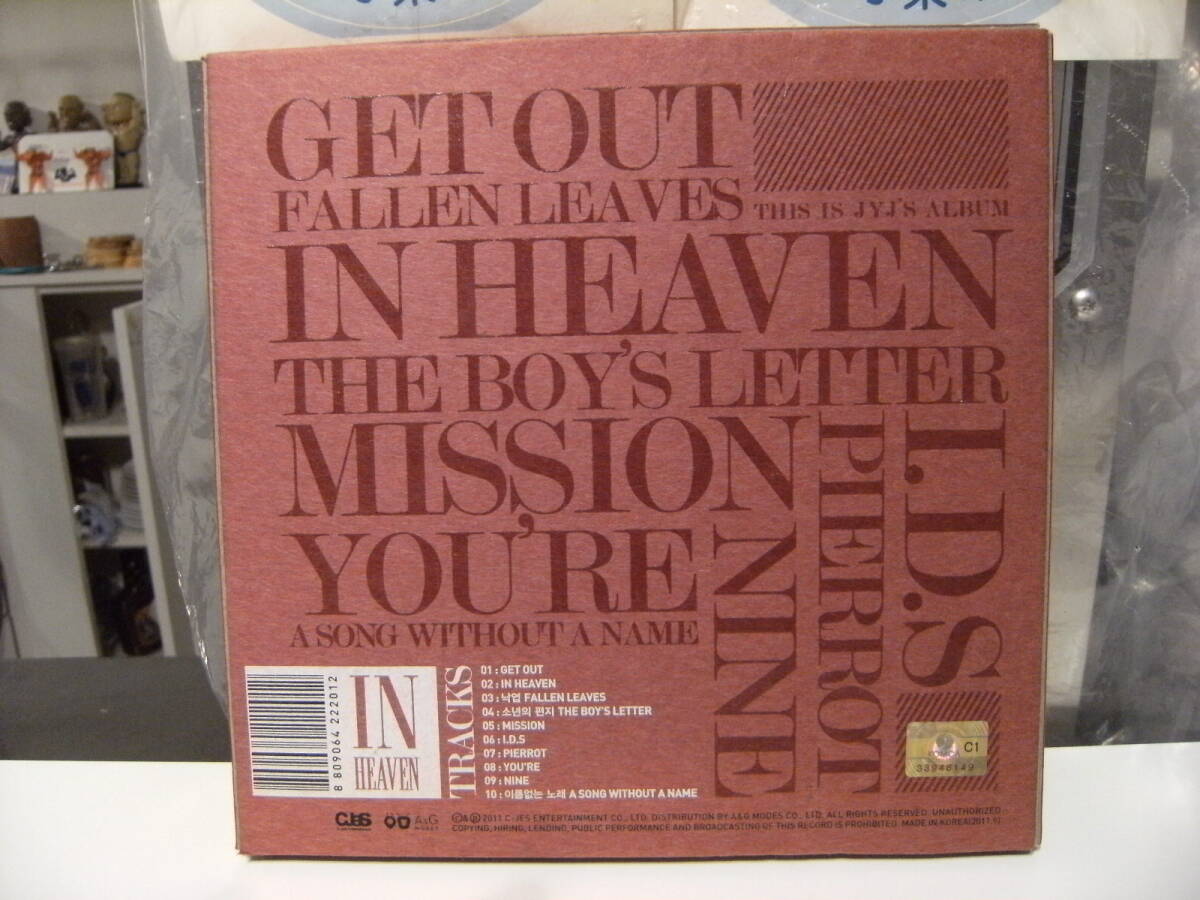 GET OUT
FALLEN LEAVES
THIS IS JYJ'S ALBUM
IN HEAVEN
THE BOY'S LETTER
MISSION
YOU'RE
A SONG WITHOUT A NAME
NINE
PIERROT
I.D.S
8 809064 222012
IN
HEAVEN
TRACKS
01 : GET OUT
02 : IN HEAVEN
03 : 낙엽 FALLEN LEAVES
04 : 소년의 편지 THE BOY'S LETTER
05 : MISSION
06 : I.D.S
07 : PIERROT
08 : YOU'RE
09 : NINE
10 : 이름없는 노래 A SONG WITHOUT A NAME
C1
33948149
CJeS
A&G
2011 C-JES ENTERTAINMENT CO., LTD. DISTRIBUTION BY A&G MODES CO., LTD. ALL RIGHTS RESERVED. UNAUTHORIZED
COPYING, HIRING, LENDING, PUBLIC PERFORMANCE AND BROADCASTING OF THIS RECORD IS PROHIBITED. MADE IN KOREA(2011.9)